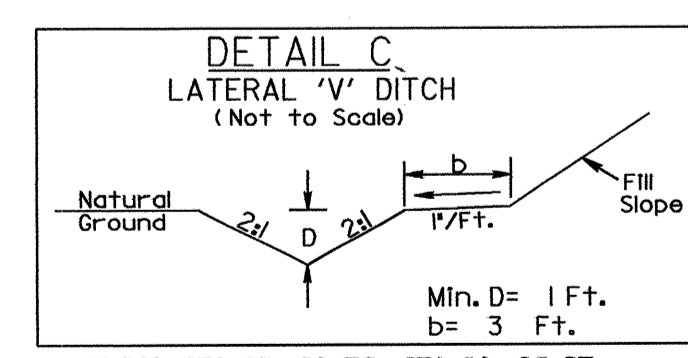 DETAIL C
LATERAL 'V' DITCH
(Not to Scale)
b
Natural
Ground
2:1
D
2:1
1"/Ft.
Fill
Slope
Min. D= 1 Ft.
b= 3 Ft.